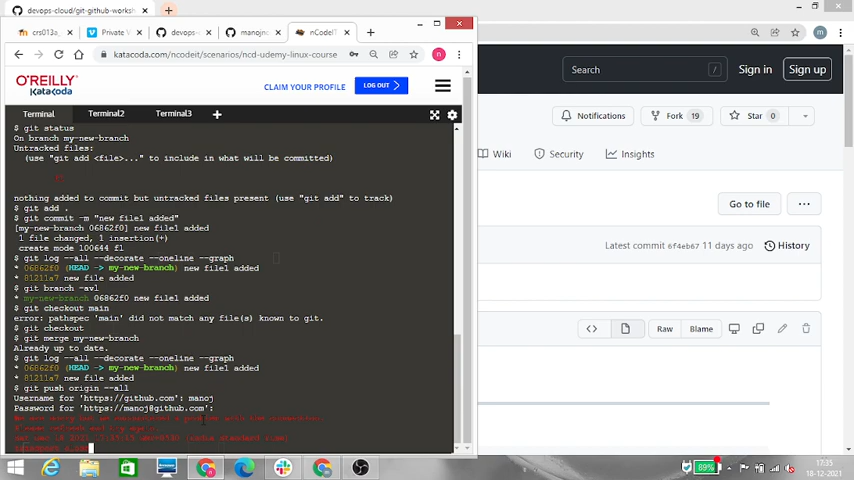 devops-cloud/git-github-worksh
crs013a
Private V
devops-
manojn
nCodeIT
katacoda.com/ncodeit/scenarios/ncd-udemy-linux-course
n
m
O'REILLY
Katacoda
CLAIM YOUR PROFILE
LOG OUT
Search
/
Sign in
Sign up
Notifications
Fork 19
Star 0
Wiki
Security
Insights
Go to file
Latest commit 6f4eb67 11 days ago
History
Raw
Blame
Terminal
Terminal2
Terminal3
$ git status
On branch my-new-branch
Untracked files:
(use "git add <file>..." to include in what will be committed)
nothing added to commit but untracked files present (use "git add" to track)
$ git add .
$ git commit -m "new file1 added"
[my-new-branch 06862f0] new file1 added
1 file changed, 1 insertion(+)
create mode 100644 f1
$ git log --all --decorate --oneline --graph
* 06862f0 (HEAD -> my-new-branch) new file1 added
* 81211a7 new file added
$ git branch -avl
* my-new-branch 06862f0 new file1 added
$ git checkout main
error: pathspec 'main' did not match any file(s) known to git.
$ git checkout
$ git merge my-new-branch
Already up to date.
$ git log --all --decorate --oneline --graph
* 06862f0 (HEAD -> my-new-branch) new file1 added
* 81211a7 new file added
$ git push origin --all
Username for 'https://github.com': manoj
Password for 'https://manoj@github.com':
89%
17:35
18-12-2021